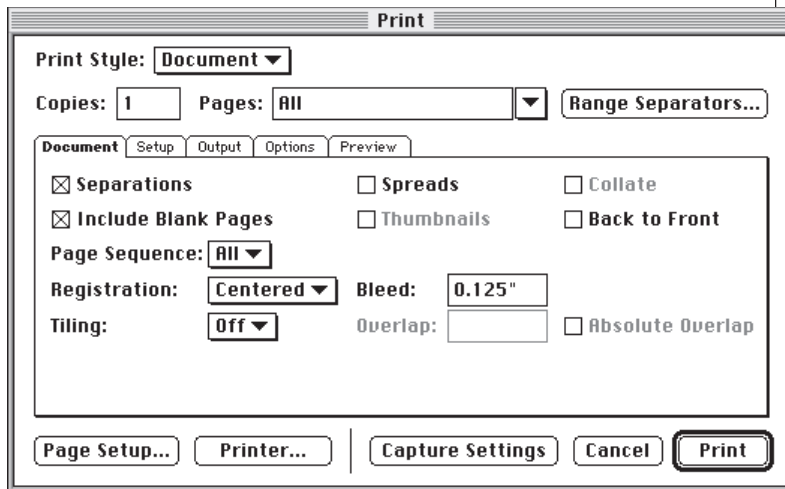 Print
Print Style: Document
Copies: 1 Pages: All Range Separators...
Document Setup Output Options Preview
Separations Spreads Collate
Include Blank Pages Thumbnails Back to Front
Page Sequence: All
Registration: Centered Bleed: 0.125"
Tiling: Off Overlap: Absolute Overlap
Page Setup... Printer... Capture Settings Cancel Print